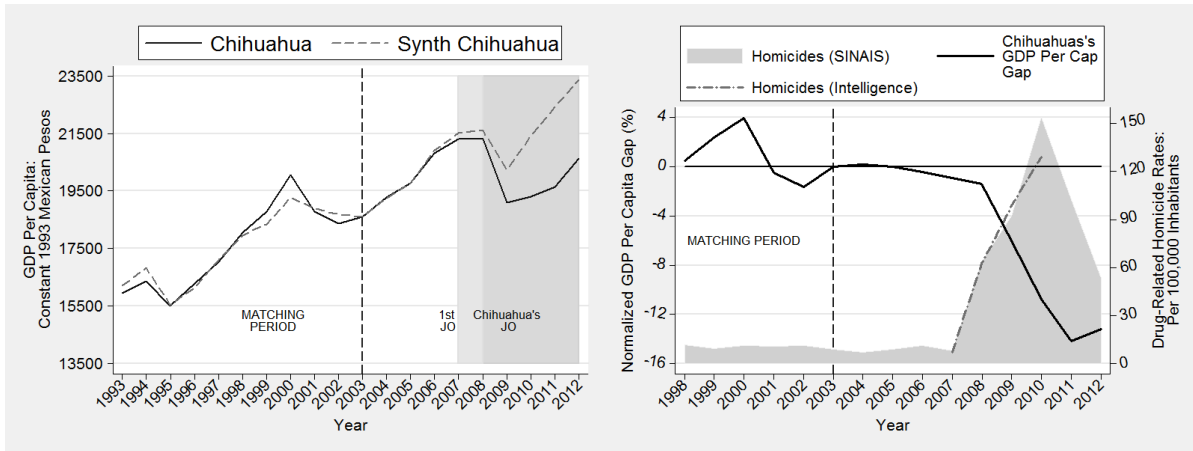 Chihuahua
Synth Chihuahua
GDP Per Capita:
Constant 1993 Mexican Pesos
23500
21500
19500
17500
15500
13500
MATCHING
PERIOD
1st
JO
Chihuahua's
JO
1993
1994
1995
1996
1997
1998
1999
2000
2001
2002
2003
2004
2005
2006
2007
2008
2009
2010
2011
2012
Year
Homicides (SINAIS)
Chihuahuas's
GDP Per Cap
Gap
Homicides (Intelligence)
Normalized GDP Per Capita Gap (%)
4
0
-4
-8
-12
-16
MATCHING PERIOD
150
120
90
60
30
0
Drug-Related Homicide Rates:
Per 100,000 Inhabitants
1998
1999
2000
2001
2002
2003
2004
2005
2006
2007
2008
2009
2010
2011
2012
Year